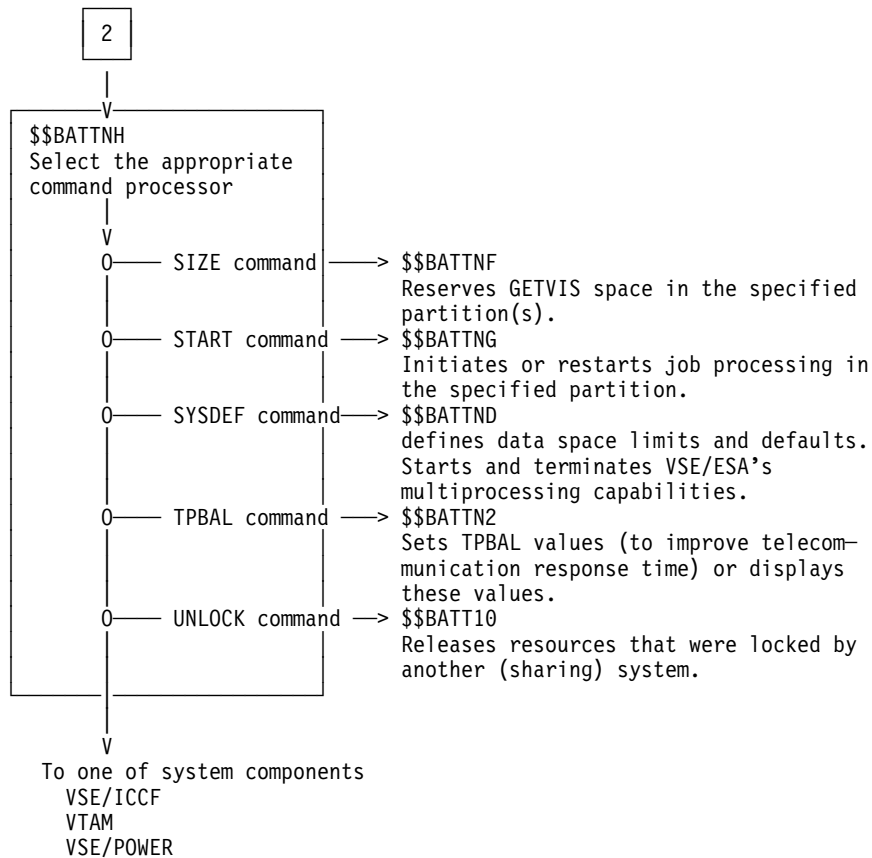 2
$$BATTNH
Select the appropriate
command processor
SIZE command $$BATTNF
Reserves GETVIS space in the specified
partition(s).
START command $$BATTNG
Initiates or restarts job processing in
the specified partition.
SYSDEF command $$BATTND
defines data space limits and defaults.
Starts and terminates VSE/ESA's
multiprocessing capabilities.
TPBAL command $$BATTN2
Sets TPBAL values (to improve telecom-
munication response time) or displays
these values.
UNLOCK command $$BATT10
Releases resources that were locked by
another (sharing) system.
To one of system components
VSE/ICCF
VTAM
VSE/POWER